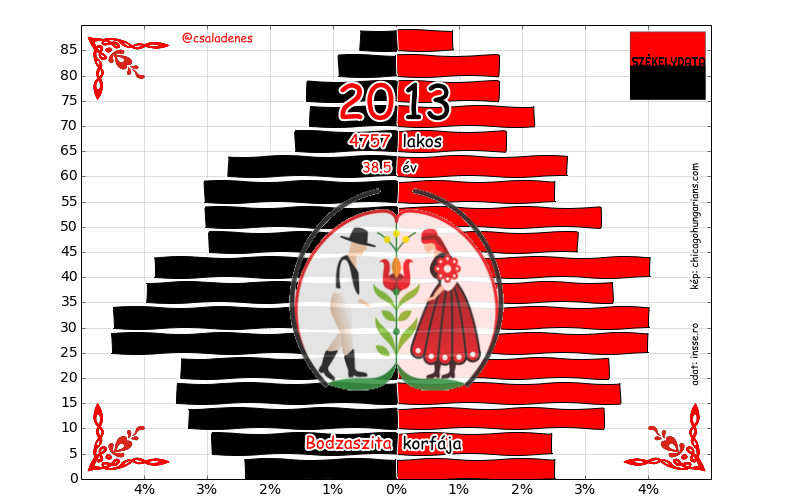 @csaladenes
SZÉKELYDATA
2013
4757 lakos
38.5 év
Bodzaszita korfája
kép: chicagohungarians.com
adat: insse.ro
85
80
75
70
65
60
55
50
45
40
35
30
25
20
15
10
5
0
4% 3% 2% 1% 0% 1% 2% 3% 4%